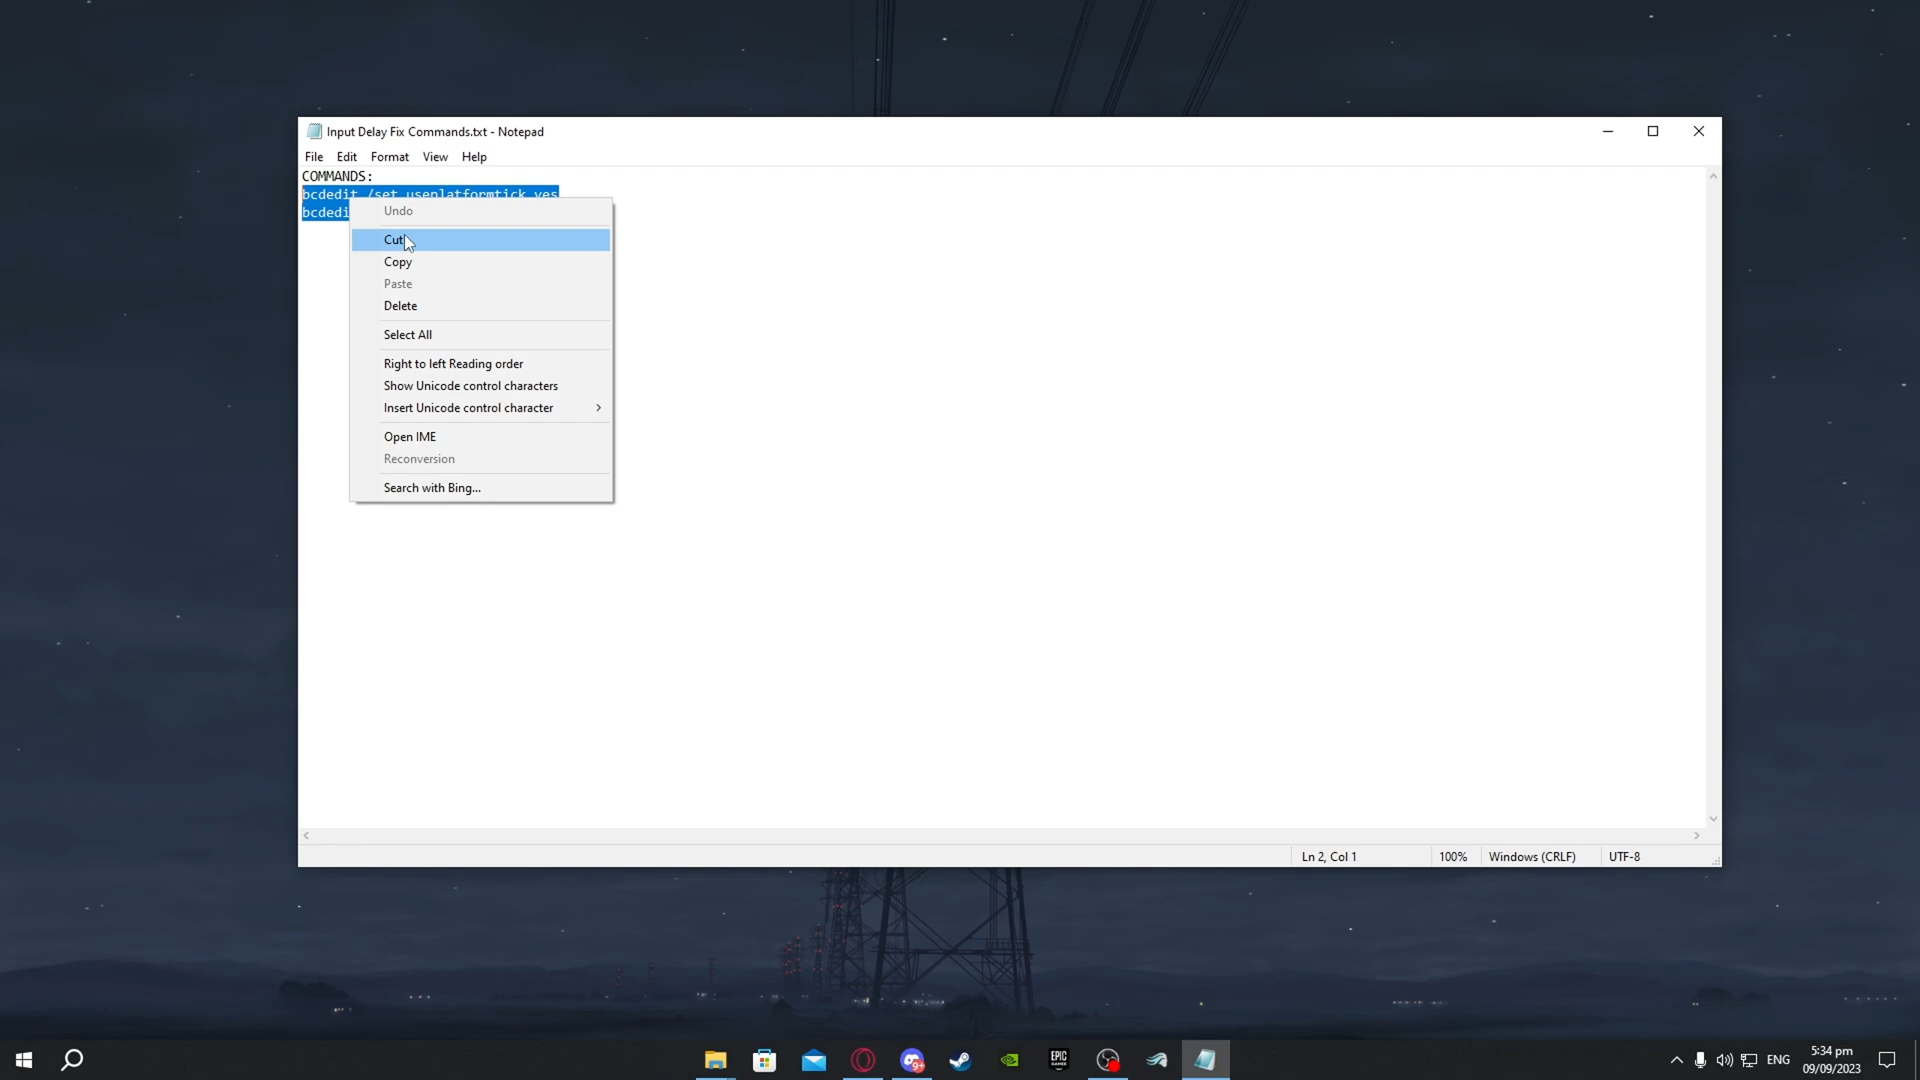 Input Delay Fix Commands.txt - Notepad
File Edit Format View Help
COMMANDS:
bcdedit /set useplatformtick yes
bcdedi
Undo
Cut
Copy
Paste
Delete
Select All
Right to left Reading order
Show Unicode control characters
Insert Unicode control character
Open IME
Reconversion
Search with Bing...
Ln 2, Col 1 100% Windows (CRLF) UTF-8
9+
EPIC
GAMES
ENG
5:34 pm
09/09/2023